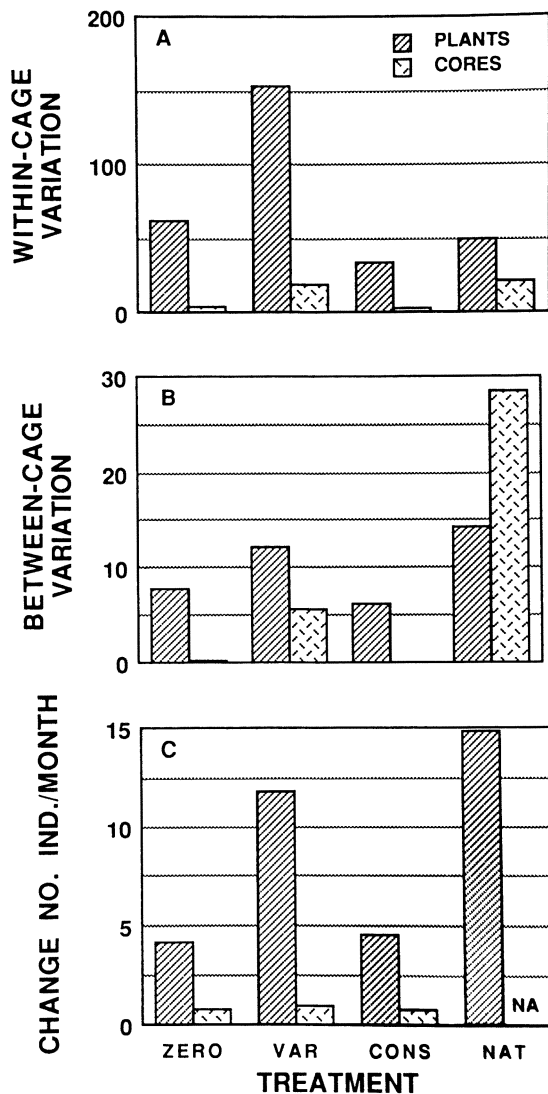 200
A
PLANTS
CORES
100
0
WITHIN-CAGE
VARIATION
30
B
20
10
0
BETWEEN-CAGE
VARIATION
15
C
10
5
0
NA
CHANGE NO. IND./MONTH
ZERO VAR CONS NAT
TREATMENT